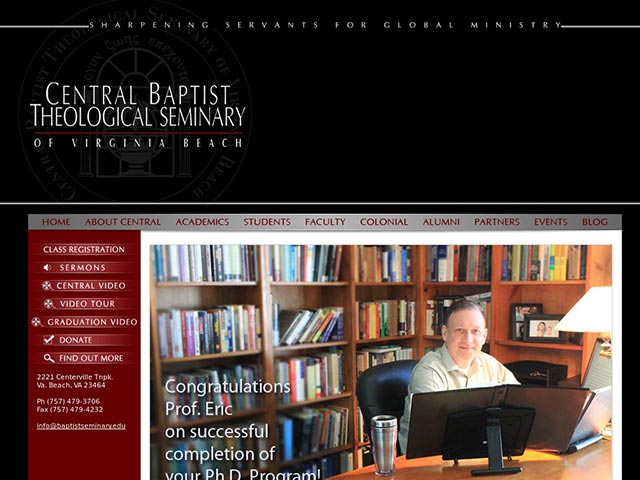 SHARPENING SERVANTS FOR GLOBAL MINISTRY
CENTRAL BAPTIST
THEOLOGICAL SEMINARY
OF VIRGINIA BEACH
HOME ABOUT CENTRAL ACADEMICS STUDENTS FACULTY COLONIAL ALUMNI PARTNERS EVENTS BLOG
CLASS REGISTRATION
SERMONS
CENTRAL VIDEO
VIDEO TOUR
GRADUATION VIDEO
DONATE
FIND OUT MORE
2221 Centerville Tnpk.
Va. Beach, VA 23464
Ph (757) 479-3706
Fax (757) 479-4232
info@baptistseminary.edu
Congratulations
Prof. Eric
on successful
completion of
your Ph.D. Program!